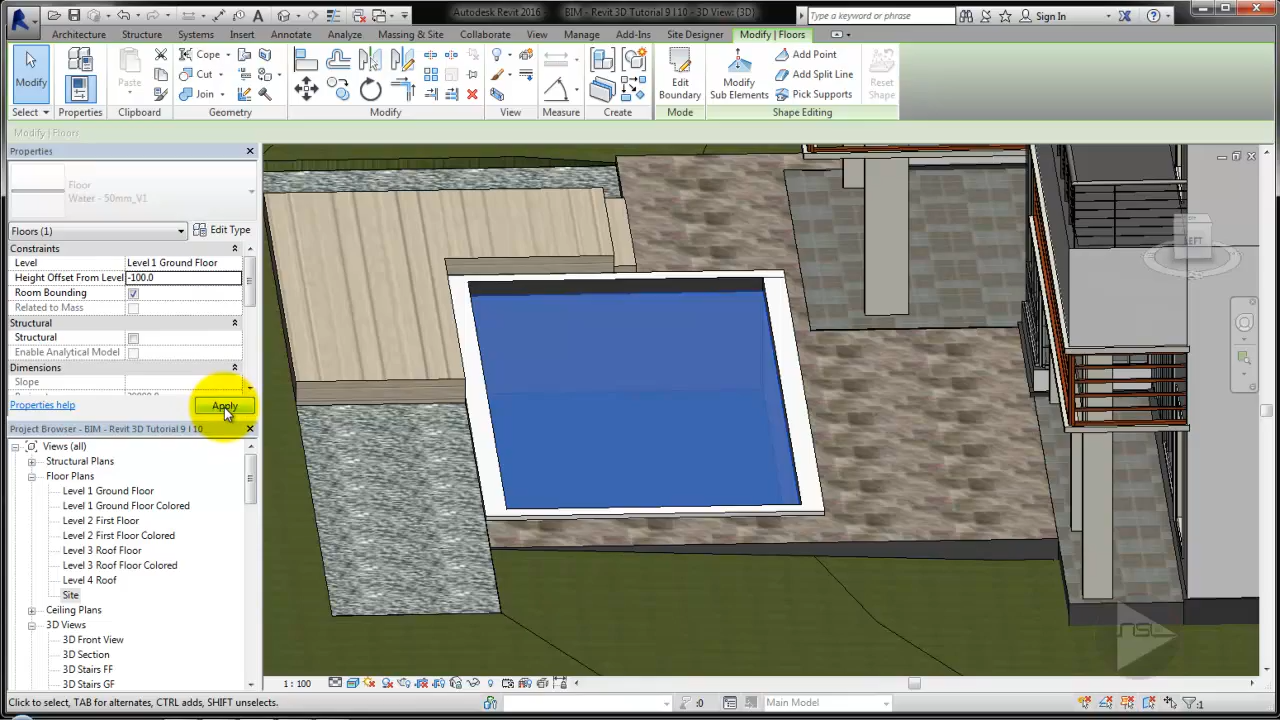 Autodesk Revit 2016 - BIM - Revit 3D Tutorial 9 I 10 - 3D View: {3D}
Type a keyword or phrase
Sign In
Architecture Structure Systems Insert Annotate Analyze Massing & Site Collaborate View Manage Add-Ins Site Designer Modify | Floors
Modify
Paste
Cope
Cut
Join
Edit Boundary
Modify Sub Elements
Add Point
Add Split Line
Pick Supports
Reset Shape
Select Properties Clipboard Geometry Modify View Measure Create Mode Shape Editing
Modify | Floors
Properties
Floor
Water - 50mm_V1
Floors (1)
Edit Type
Constraints
Level Level 1 Ground Floor
Height Offset From Level -100.0
Room Bounding
Related to Mass
Structural
Structural
Enable Analytical Model
Dimensions
Slope
Properties help
Apply
Project Browser - BIM - Revit 3D Tutorial 9 I 10
Views (all)
Structural Plans
Floor Plans
Level 1 Ground Floor
Level 1 Ground Floor Colored
Level 2 First Floor
Level 2 First Floor Colored
Level 3 Roof Floor
Level 3 Roof Floor Colored
Level 4 Roof
Site
Ceiling Plans
3D Views
3D Front View
3D Section
3D Stairs FF
3D Stairs GF
LEFT
NSL
1 : 100
Click to select, TAB for alternates, CTRL adds, SHIFT unselects.
:0
Main Model
:1